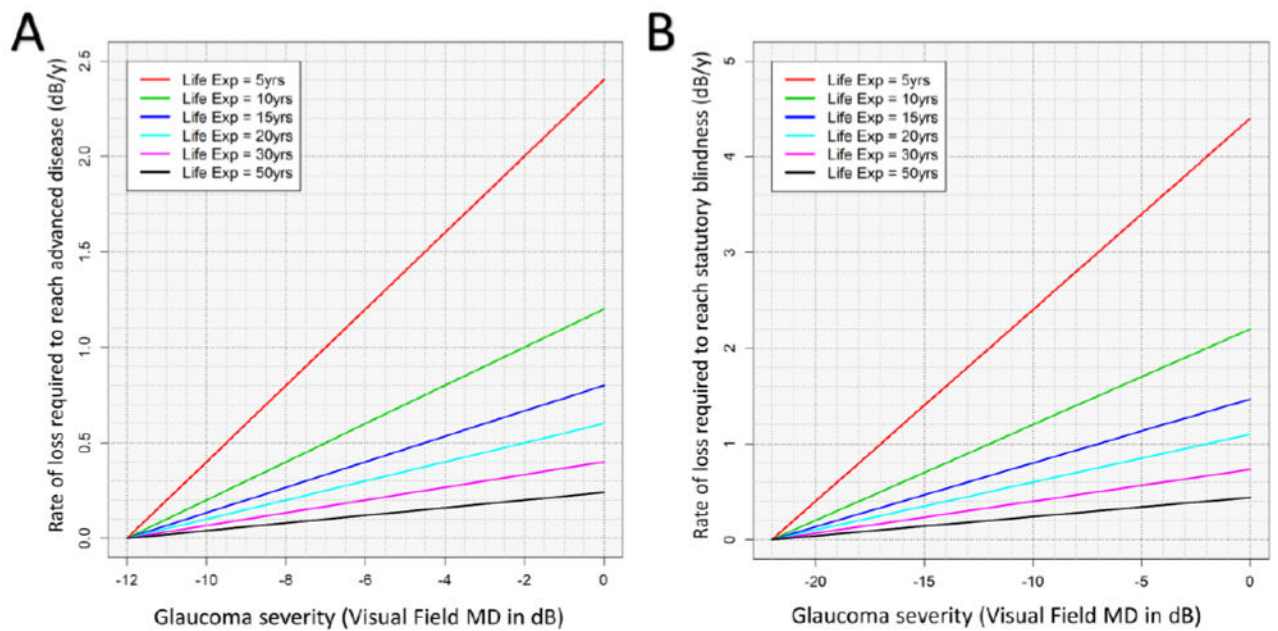 A
Rate of loss required to reach advanced disease (dB/y)
2.5
2.0
1.5
1.0
0.5
0.0
Life Exp = 5yrs
Life Exp = 10yrs
Life Exp = 15yrs
Life Exp = 20yrs
Life Exp = 30yrs
Life Exp = 50yrs
-12 -10 -8 -6 -4 -2 0
Glaucoma severity (Visual Field MD in dB)
B
Rate of loss required to reach statutory blindness (dB/y)
5
4
3
2
1
0
Life Exp = 5yrs
Life Exp = 10yrs
Life Exp = 15yrs
Life Exp = 20yrs
Life Exp = 30yrs
Life Exp = 50yrs
-20 -15 -10 -5 0
Glaucoma severity (Visual Field MD in dB)